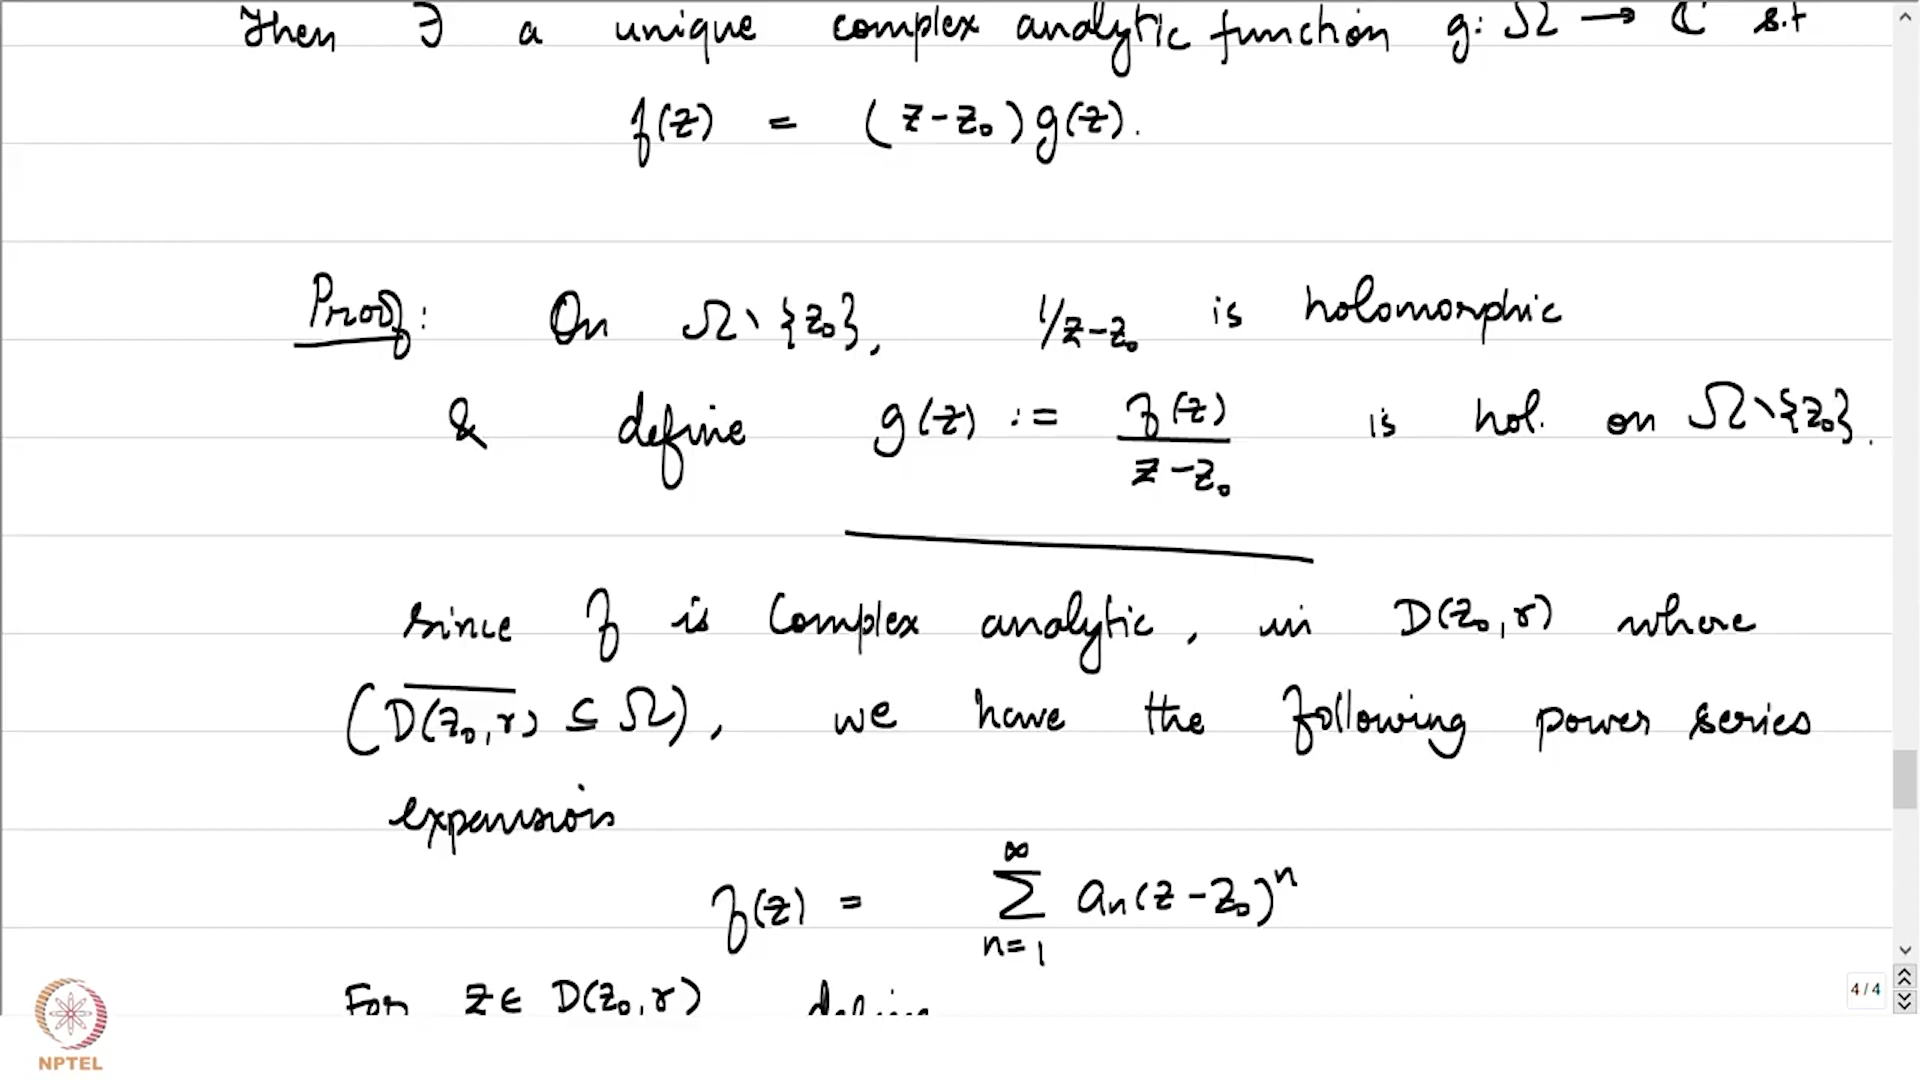 Then ∃ a unique complex analytic function g: Ω → ℂ s.t
f(z) = (z-z₀)g(z).
Proof: On Ω∖{z₀}, 1/z-z₀ is holomorphic
& define g(z) := f(z)/z-z₀ is hol. on Ω∖{z₀}.
since f is complex analytic, in D(z₀,r) where
(\overline{D(z₀,r)} ⊆ Ω), we have the following power series
expansion
f(z) = ∑_{n=1}^{∞} aₙ(z-z₀)ⁿ
For z∈ D(z₀,r) define
4/4
NPTEL